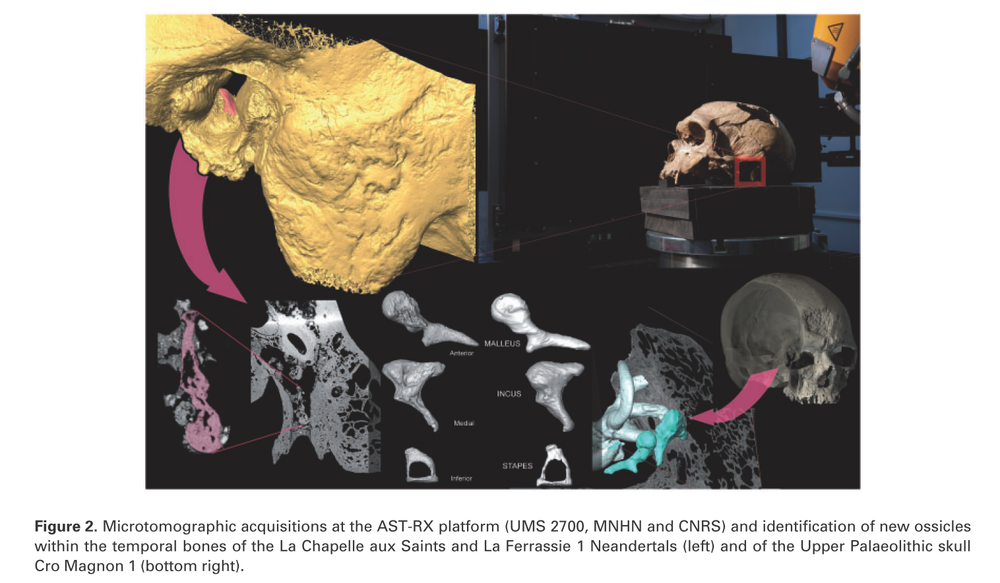 MALLEUS
Anterior
INCUS
Medial
STAPES
Inferior
Figure 2. Microtomographic acquisitions at the AST-RX platform (UMS 2700, MNHN and CNRS) and identification of new ossicles
within the temporal bones of the La Chapelle aux Saints and La Ferrassie 1 Neandertals (left) and of the Upper Palaeolithic skull
Cro Magnon 1 (bottom right).